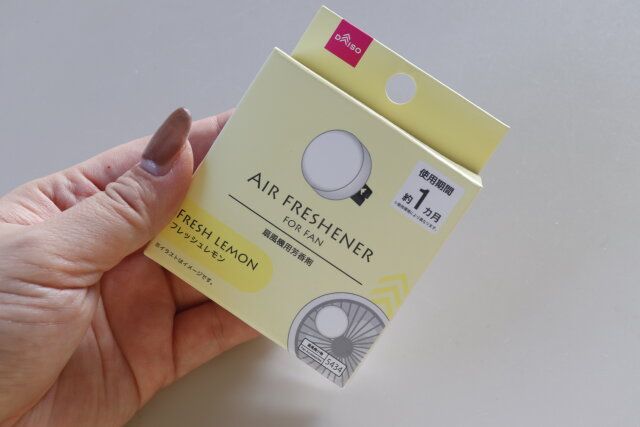 DAISO
使用期間
約1カ月
AIR FRESHENER
FOR FAN
扇風機用芳香剤
FRESH LEMON
フレッシュレモン
※イラストはイメージです。
5434